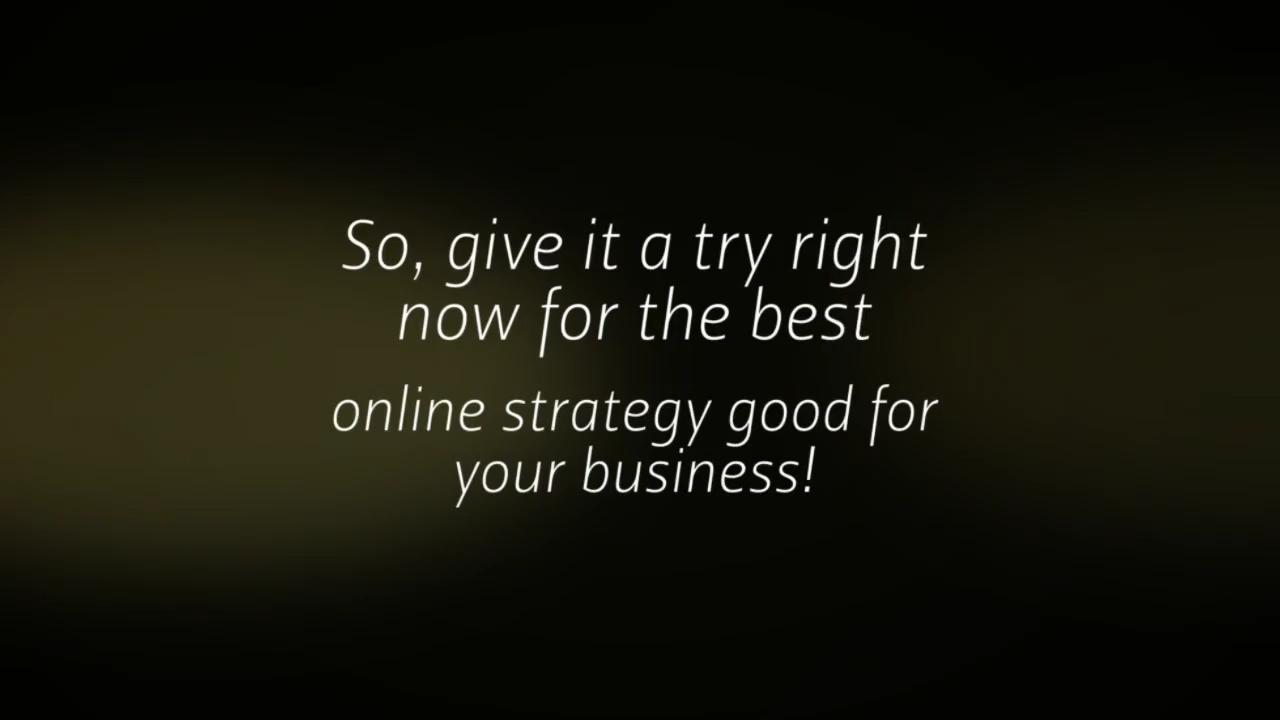 So, give it a try right
now for the best
online strategy good for
your business!